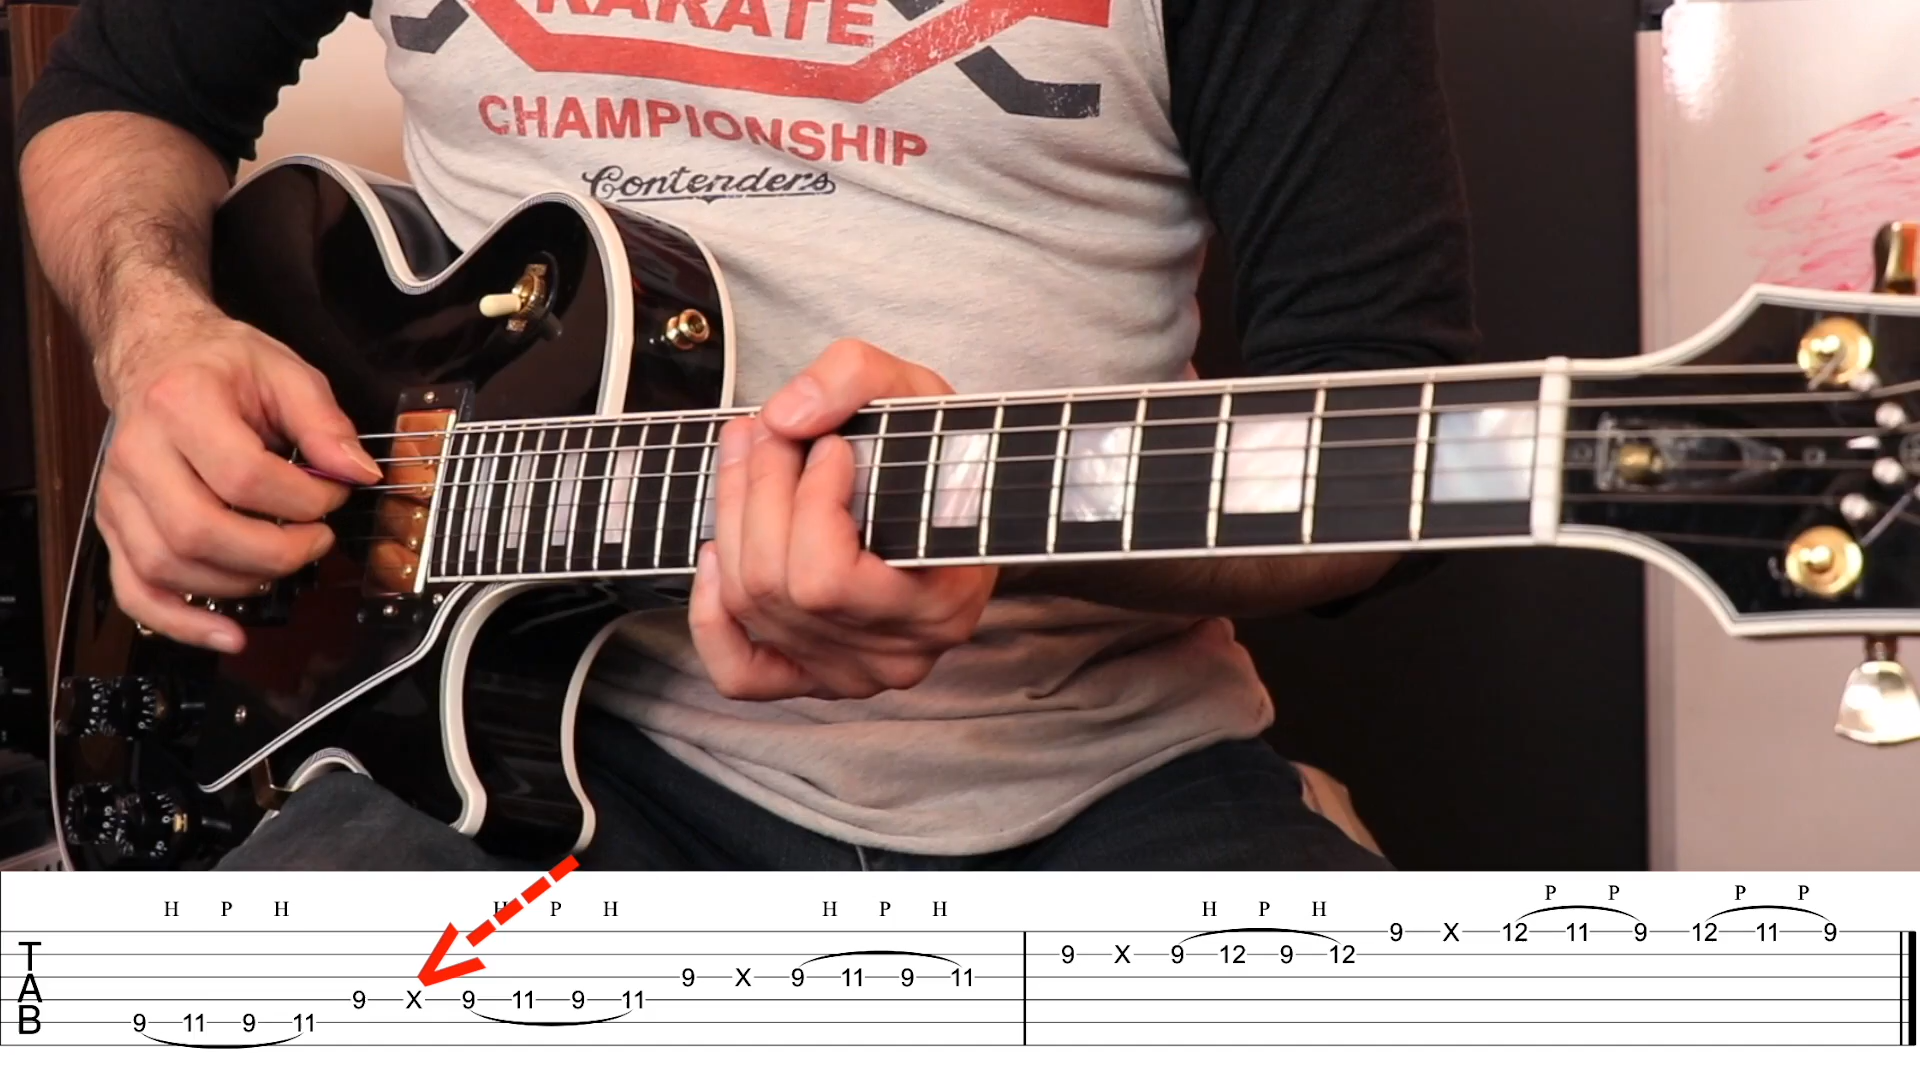 KARATE
CHAMPIONSHIP
Contenders
H P H H P H H P H H P H P P P P
T
A
B
9 X 12 11 9 12 11 9
9 X 9 12 9 12
9 X 9 11 9 11
9 X 9 11 9 11
9 11 9 11